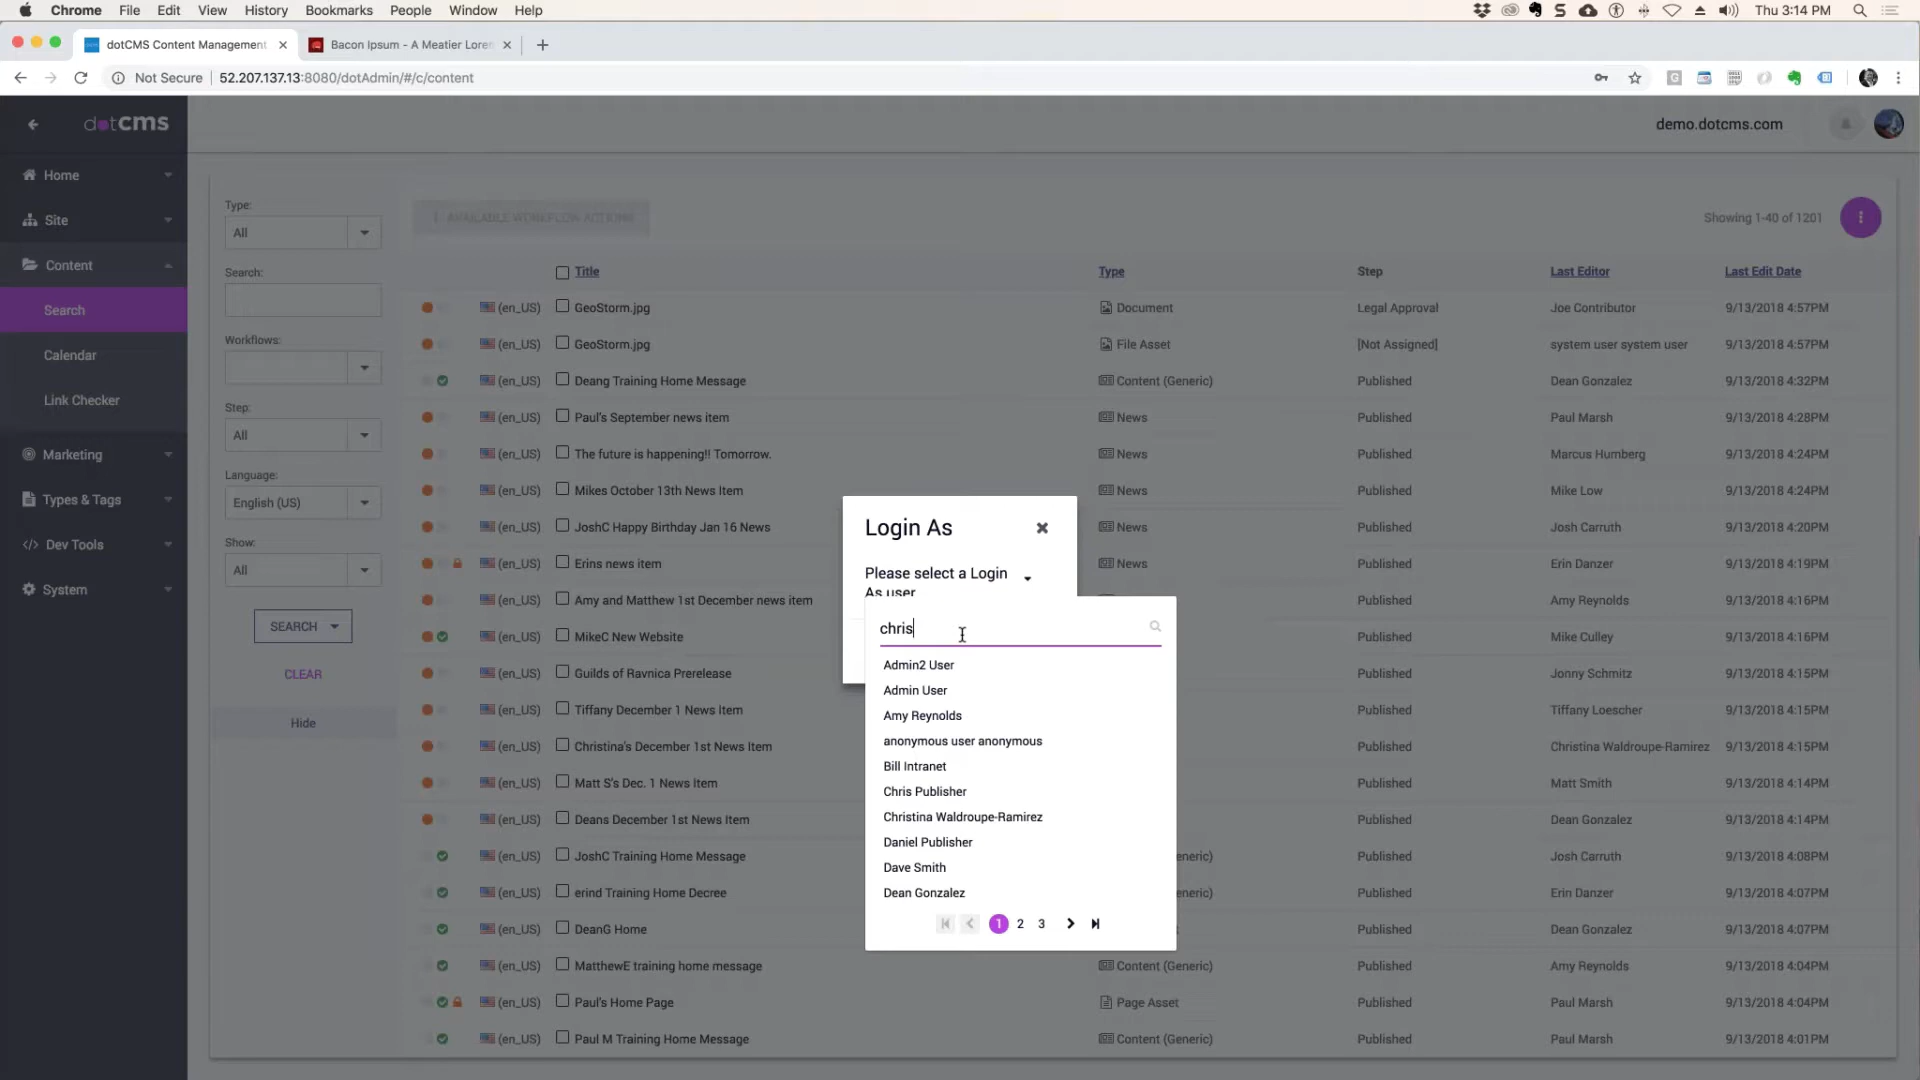 Chrome File Edit View History Bookmarks People Window Help Thu 3:14 PM
dotCMS Content Management Bacon Ipsum - A Meatier Lorem
Not Secure 52.207.137.13:8080/dotAdmin/#/c/content
dotCMS
demo.dotcms.com
Home
Site
Content
Search
Calendar
Link Checker
Marketing
Types & Tags
</> Dev Tools
System
Type:
All
Search:
Workflows:
Step:
All
Language:
English (US)
Show:
All
SEARCH
CLEAR
Hide
AVAILABLE WORKFLOW ACTIONS
Showing 1-40 of 1201
Title Type Step Last Editor Last Edit Date
(en_US) GeoStorm.jpg Document Legal Approval Joe Contributor 9/13/2018 4:57PM
(en_US) GeoStorm.jpg File Asset [Not Assigned] system user system user 9/13/2018 4:57PM
(en_US) Deang Training Home Message Content (Generic) Published Dean Gonzalez 9/13/2018 4:32PM
(en_US) Paul's September news item News Published Paul Marsh 9/13/2018 4:28PM
(en_US) The future is happening!! Tomorrow. News Published Marcus Humberg 9/13/2018 4:24PM
(en_US) Mikes October 13th News Item News Published Mike Low 9/13/2018 4:24PM
(en_US) JoshC Happy Birthday Jan 16 News News Published Josh Carruth 9/13/2018 4:20PM
(en_US) Erins news item News Published Erin Danzer 9/13/2018 4:19PM
(en_US) Amy and Matthew 1st December news item Published Amy Reynolds 9/13/2018 4:16PM
(en_US) MikeC New Website Published Mike Culley 9/13/2018 4:16PM
(en_US) Guilds of Ravnica Prerelease Published Jonny Schmitz 9/13/2018 4:15PM
(en_US) Tiffany December 1 News Item Published Tiffany Loescher 9/13/2018 4:15PM
(en_US) Christina's December 1st News Item Published Christina Waldroupe-Ramirez 9/13/2018 4:15PM
(en_US) Matt S's Dec. 1 News Item Published Matt Smith 9/13/2018 4:14PM
(en_US) Deans December 1st News Item Published Dean Gonzalez 9/13/2018 4:14PM
(en_US) JoshC Training Home Message eneric) Published Josh Carruth 9/13/2018 4:08PM
(en_US) erind Training Home Decree eneric) Published Erin Danzer 9/13/2018 4:07PM
(en_US) DeanG Home Published Dean Gonzalez 9/13/2018 4:07PM
(en_US) MatthewE training home message Content (Generic) Published Amy Reynolds 9/13/2018 4:04PM
(en_US) Paul's Home Page Page Asset Published Paul Marsh 9/13/2018 4:04PM
(en_US) Paul M Training Home Message Content (Generic) Published Paul Marsh 9/13/2018 4:01PM
Login As
Please select a Login
As user
chris
Admin2 User
Admin User
Amy Reynolds
anonymous user anonymous
Bill Intranet
Chris Publisher
Christina Waldroupe-Ramirez
Daniel Publisher
Dave Smith
Dean Gonzalez
1 2 3